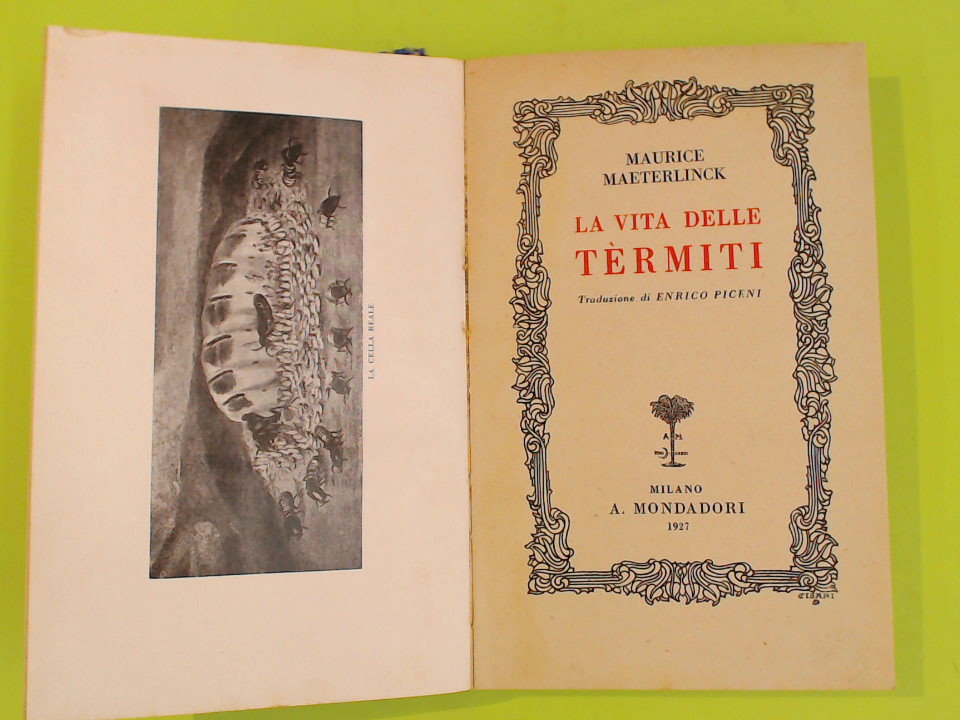 LA CELLA REALE
MAURICE
MAETERLINCK
LA VITA DELLE
TÈRMITI
Traduzione di ENRICO PICENI
A M
MILANO
A. MONDADORI
1927